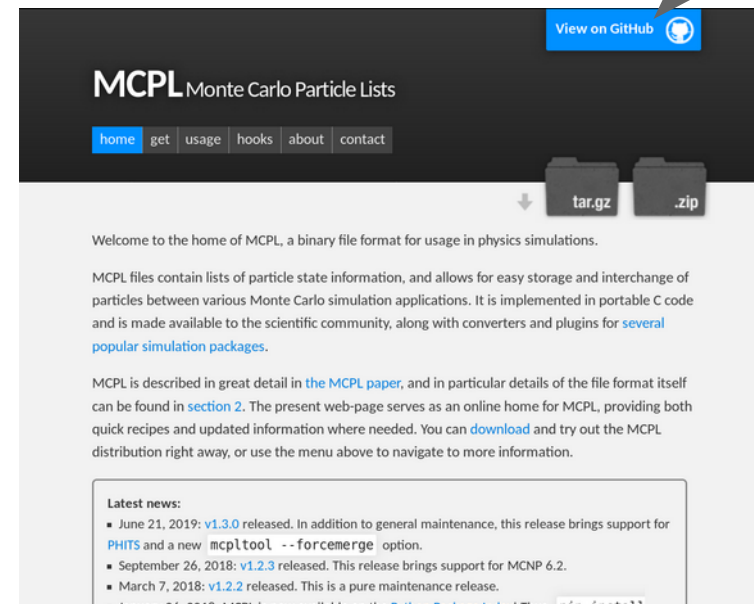 View on GitHub
MCPL Monte Carlo Particle Lists
home get usage hooks about contact
tar.gz .zip
Welcome to the home of MCPL, a binary file format for usage in physics simulations.
MCPL files contain lists of particle state information, and allows for easy storage and interchange of
particles between various Monte Carlo simulation applications. It is implemented in portable C code
and is made available to the scientific community, along with converters and plugins for several
popular simulation packages.
MCPL is described in great detail in the MCPL paper, and in particular details of the file format itself
can be found in section 2. The present web-page serves as an online home for MCPL, providing both
quick recipes and updated information where needed. You can download and try out the MCPL
distribution right away, or use the menu above to navigate to more information.
Latest news:
▪ June 21, 2019: v1.3.0 released. In addition to general maintenance, this release brings support for
PHITS and a new mcpltool --forcemerge option.
▪ September 26, 2018: v1.2.3 released. This release brings support for MCNP 6.2.
▪ March 7, 2018: v1.2.2 released. This is a pure maintenance release.